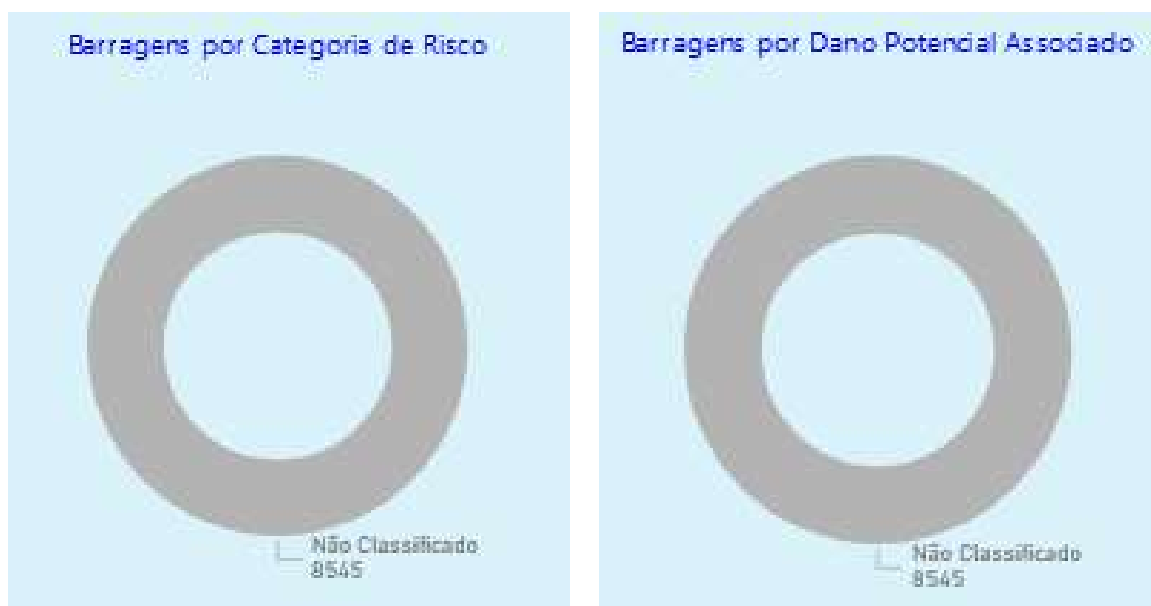 Barragens por Categoria de Risco
Não Classificado
8545
Barragens por Dano Potencial Associado
Não Classificado
8545